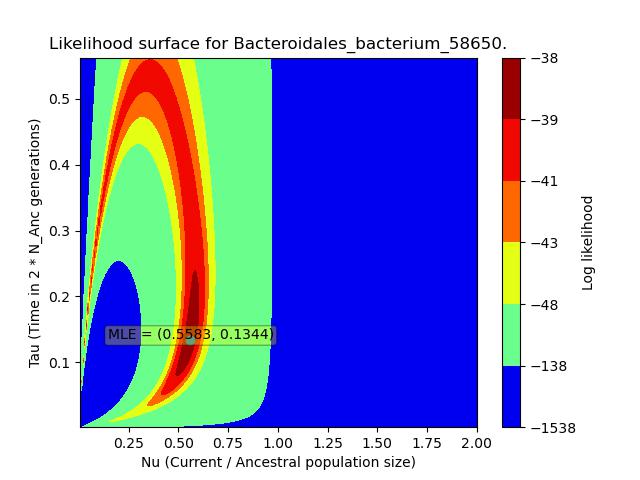 Likelihood surface for Bacteroidales_bacterium_58650.
Tau (Time in 2 * N_Anc generations)
0.5
0.4
0.3
0.2
0.1
MLE = (0.5583, 0.1344)
0.25 0.50 0.75 1.00 1.25 1.50 1.75 2.00
Nu (Current / Ancestral population size)
−38
−39
−41
−43
−48
−138
−1538
Log likelihood